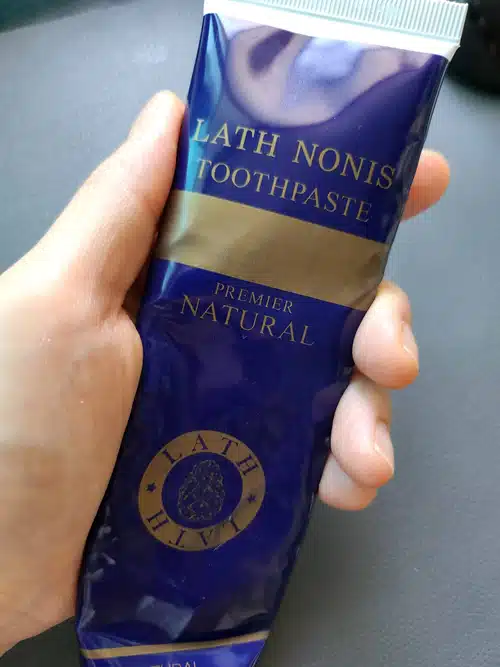 LATH NONIS
TOOTHPASTE
PREMIER
NATURAL
LATH
LATH